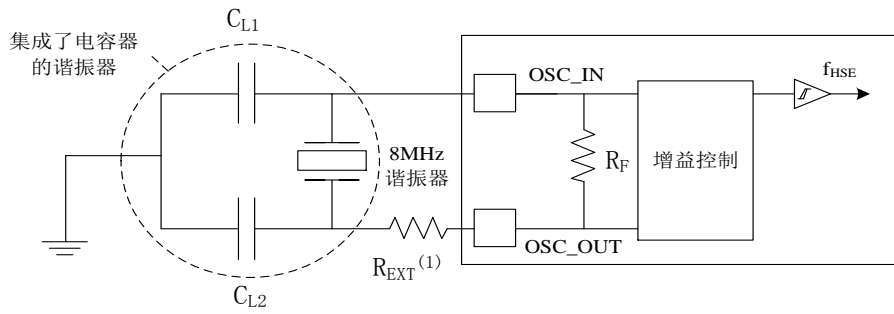 C_L1
集成了电容器
的谐振器
OSC_IN
f_HSE
8MHz
谐振器
R_F
增益控制
OSC_OUT
R_EXT^(1)
C_L2